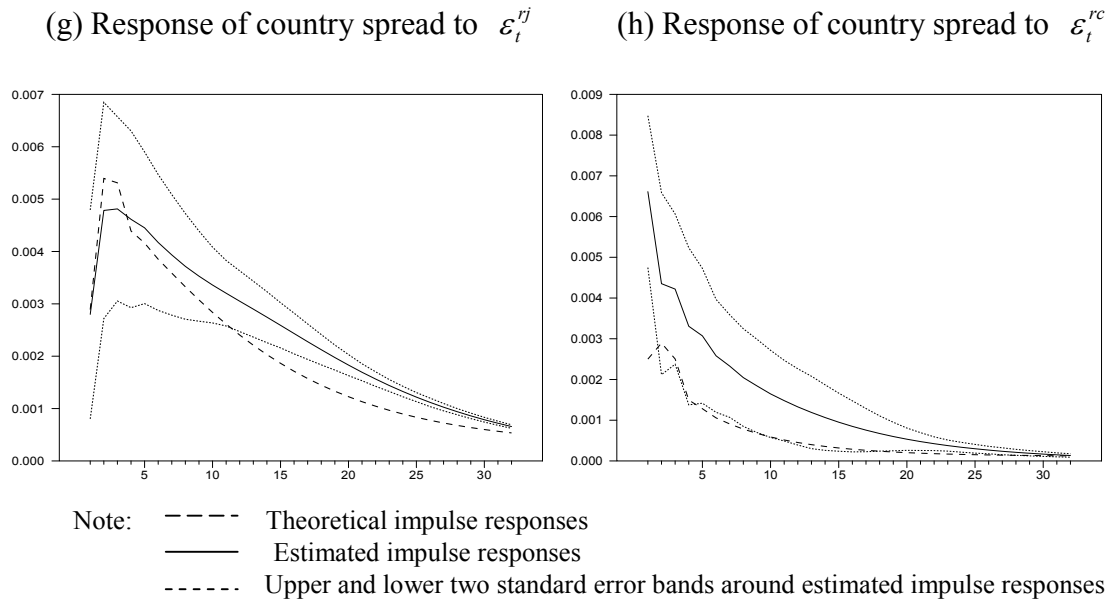 (g) Response of country spread to ε_t^{rj}
(h) Response of country spread to ε_t^{rc}
0.007
0.006
0.005
0.004
0.003
0.002
0.001
0.000
5 10 15 20 25 30
0.009
0.008
0.007
0.006
0.005
0.004
0.003
0.002
0.001
0.000
5 10 15 20 25 30
Note: Theoretical impulse responses
Estimated impulse responses
Upper and lower two standard error bands around estimated impulse responses